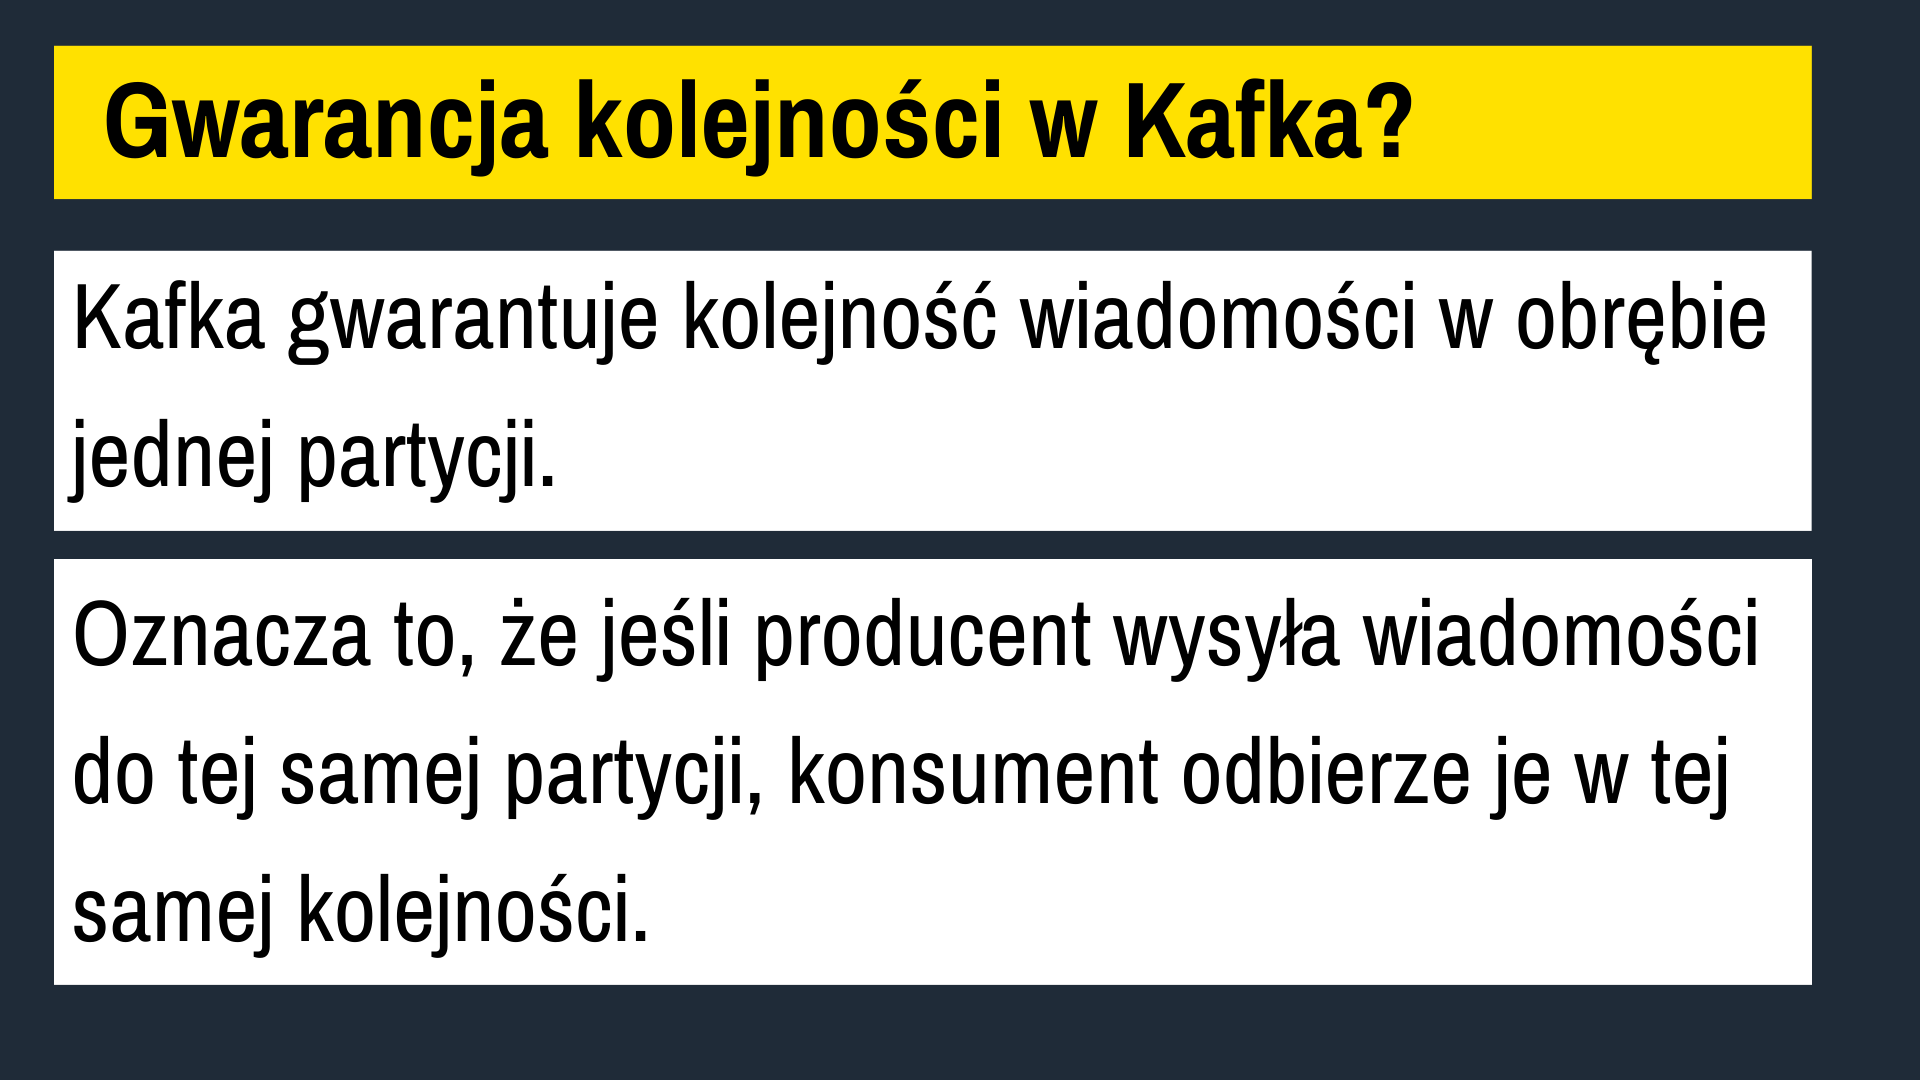 Gwarancja kolejności w Kafka?
Kafka gwarantuje kolejność wiadomości w obrębie
jednej partycji.
Oznacza to, że jeśli producent wysyła wiadomości
do tej samej partycji, konsument odbierze je w tej
samej kolejności.